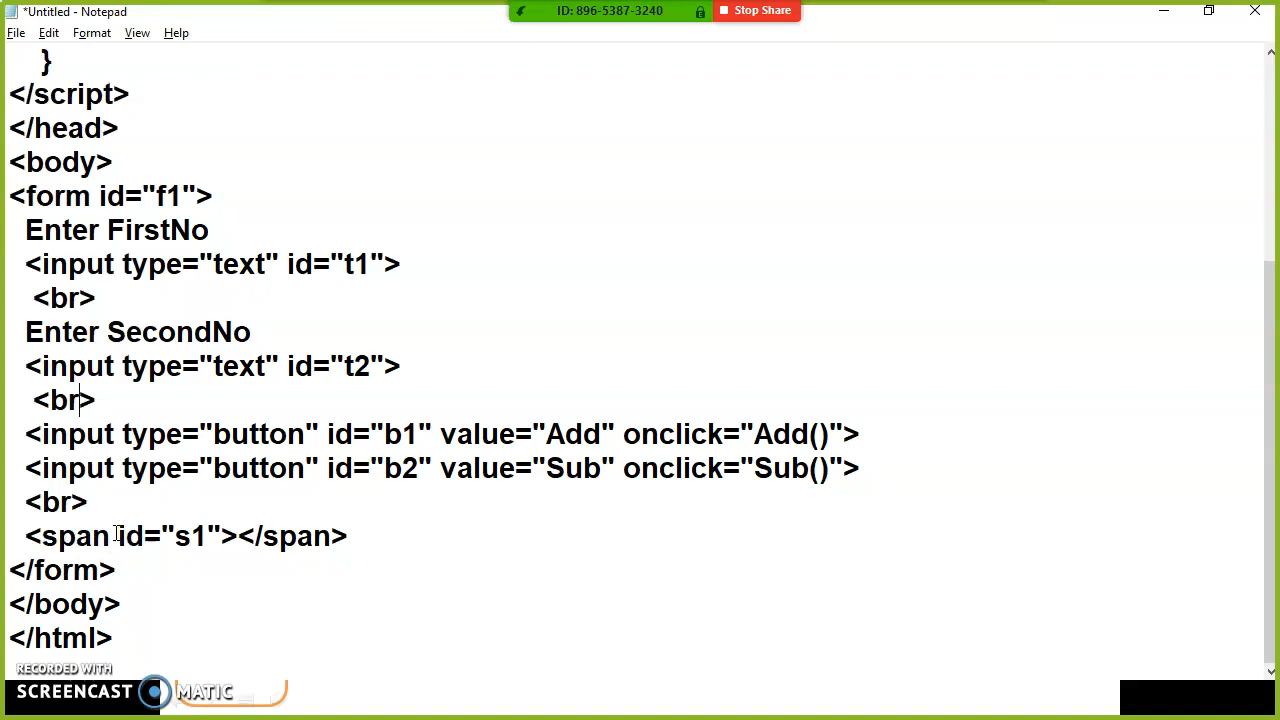 *Untitled - Notepad
ID: 896-5387-3240
Stop Share
File Edit Format View Help
}
</script>
</head>
<body>
<form id="f1">
Enter FirstNo
<input type="text" id="t1">
<br>
Enter SecondNo
<input type="text" id="t2">
<br>
<input type="button" id="b1" value="Add" onclick="Add()">
<input type="button" id="b2" value="Sub" onclick="Sub()">
<br>
<span id="s1"></span>
</form>
</body>
</html>
RECORDED WITH
SCREENCAST MATIC